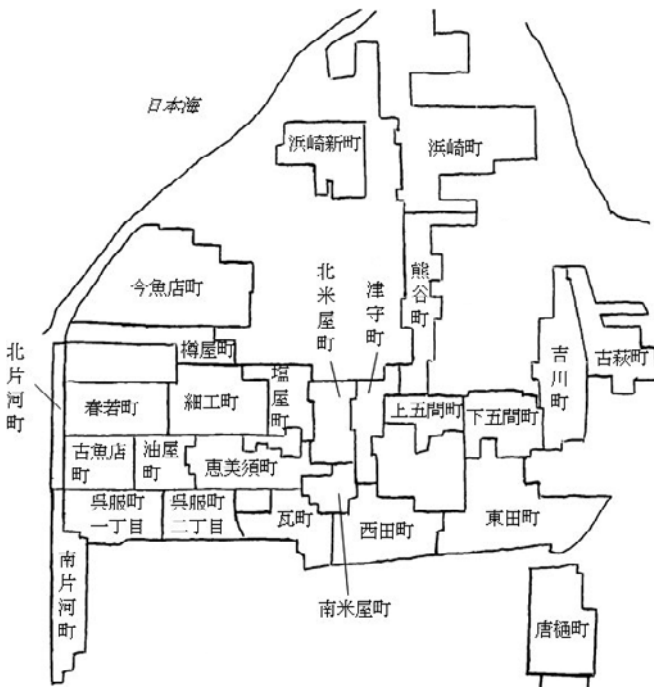 日本海
浜崎新町
浜崎町
今魚店町
北米屋町
津守町
熊谷町
吉川町
古萩町
北片河町
樽屋町
塩屋町
春若町
細工町
上五間町
下五間町
古魚店
町
油屋
町
恵美須町
呉服町
一丁目
呉服町
二丁目
瓦町
西田町
東田町
南片河町
南米屋町
唐樋町